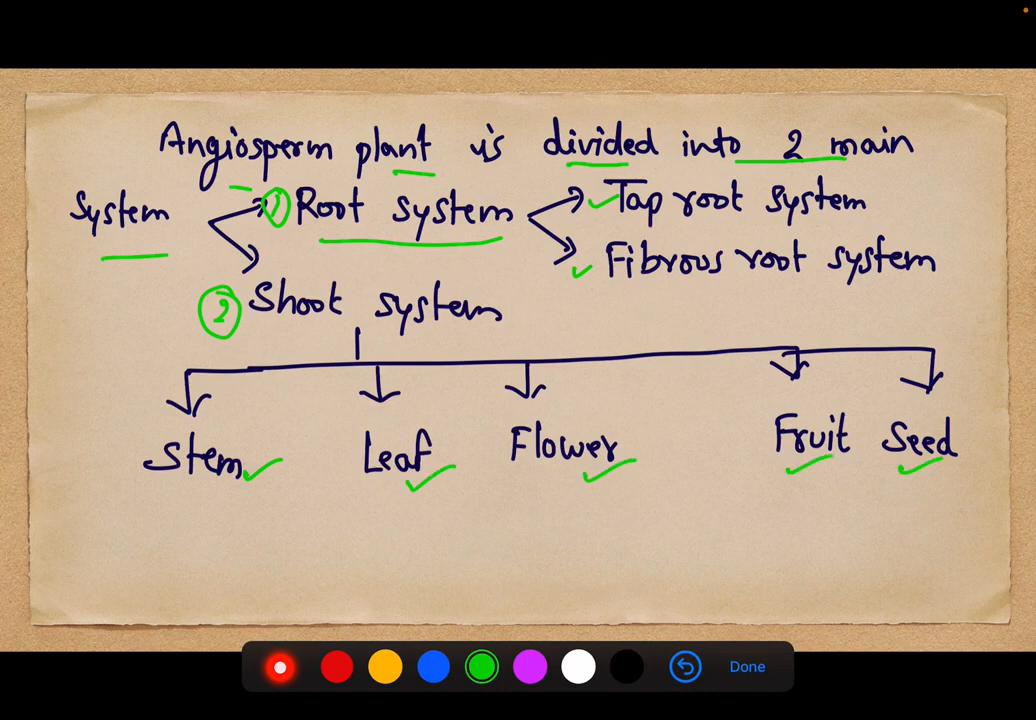 Angiosperm plant is divided into 2 main
System ① Root system Tap root system
Fibrous root system
② Shoot system
Stem Leaf Flower Fruit Seed
Done